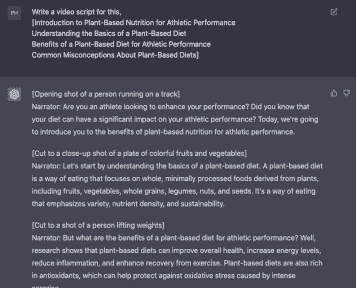 PH
Write a video script for this,
[Introduction to Plant-Based Nutrition for Athletic Performance
Understanding the Basics of a Plant-Based Diet
Benefits of a Plant-Based Diet for Athletic Performance
Common Misconceptions About Plant-Based Diets]
[Opening shot of a person running on a track]
Narrator: Are you an athlete looking to enhance your performance? Did you know that
your diet can have a significant impact on your athletic performance? Today, we're going
to introduce you to the benefits of plant-based nutrition for athletic performance.
[Cut to a close-up shot of a plate of colorful fruits and vegetables]
Narrator: Let's start by understanding the basics of a plant-based diet. A plant-based diet
is a way of eating that focuses on whole, minimally processed foods derived from plants,
including fruits, vegetables, whole grains, legumes, nuts, and seeds. It's a way of eating
that emphasizes variety, nutrient density, and sustainability.
[Cut to a shot of a person lifting weights]
Narrator: But what are the benefits of a plant-based diet for athletic performance? Well,
research shows that plant-based diets can improve overall health, increase energy levels,
reduce inflammation, and enhance recovery from exercise. Plant-based diets are also rich
in antioxidants, which can help protect against oxidative stress caused by intense